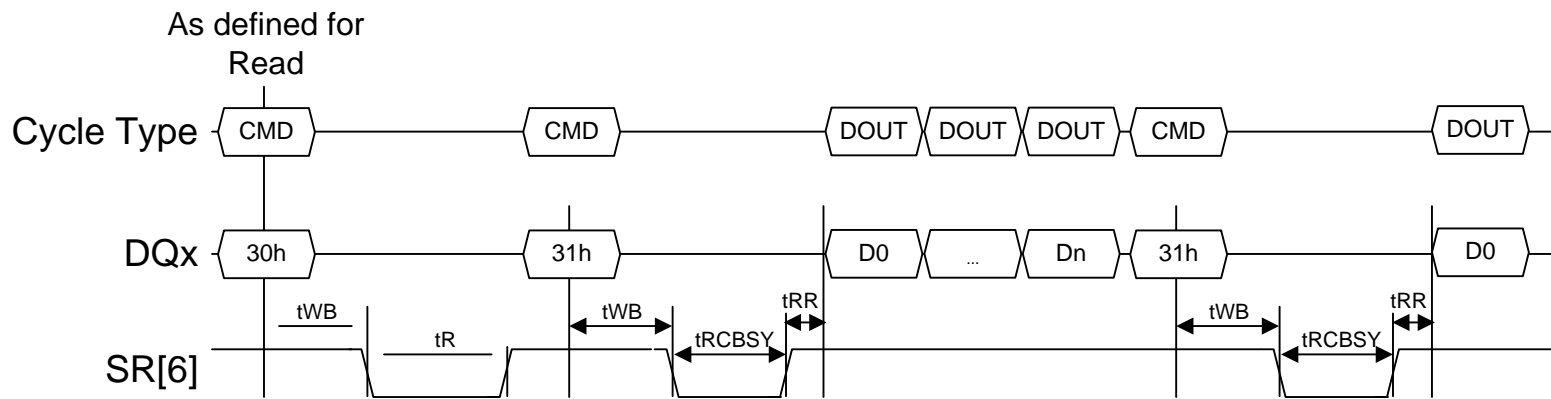 As defined for
Read
Cycle Type CMD CMD DOUT DOUT DOUT CMD DOUT
DQx 30h 31h D0 ... Dn 31h D0
tWB tWB tRR tWB tRR
tR tRCBSY tRCBSY
SR[6]